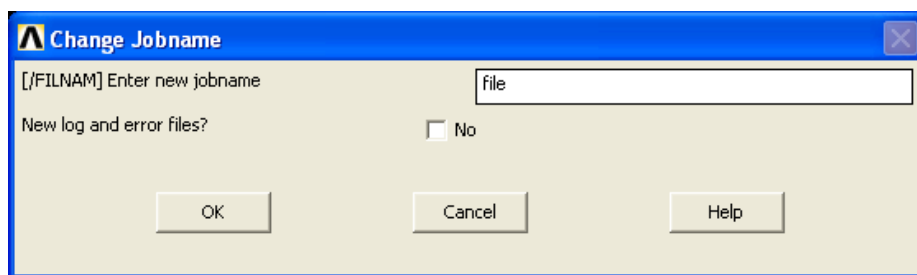 Change Jobname
[/FILNAM] Enter new jobname file
New log and error files? No
OK Cancel Help